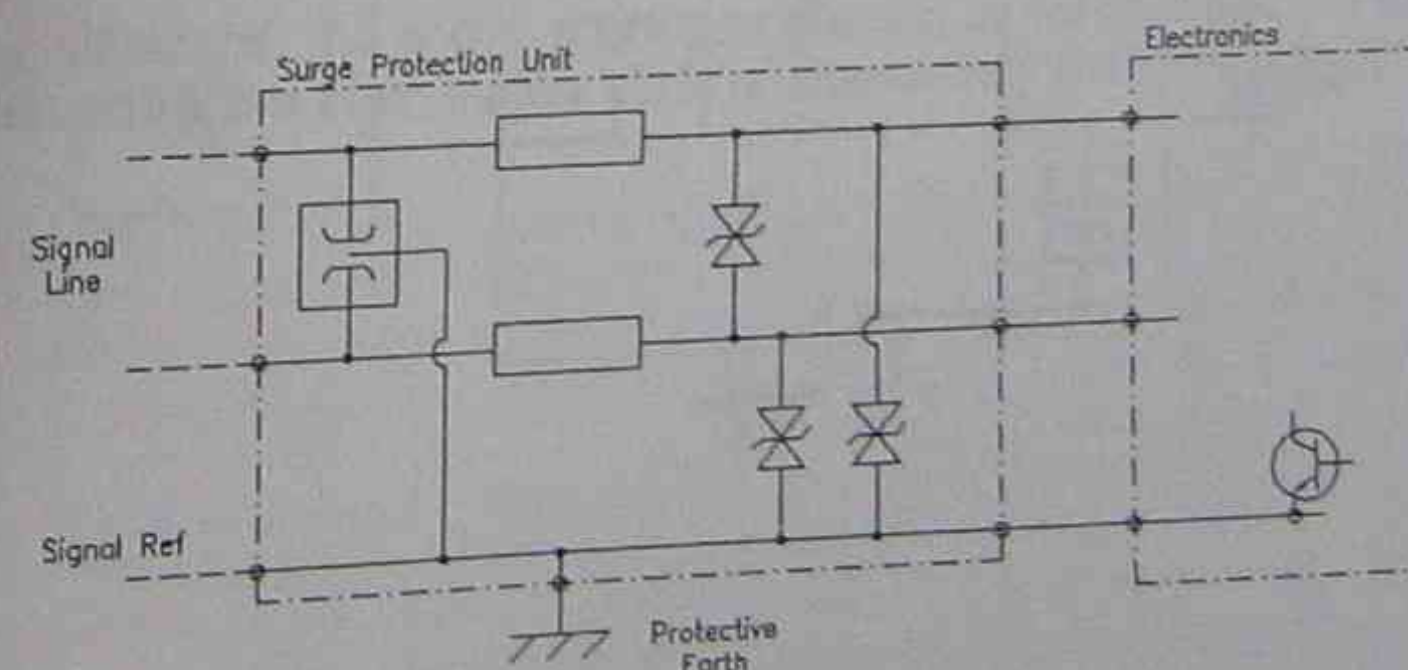 Surge Protection Unit
Electronics
Signal
Line
Signal Ref
Protective
Earth